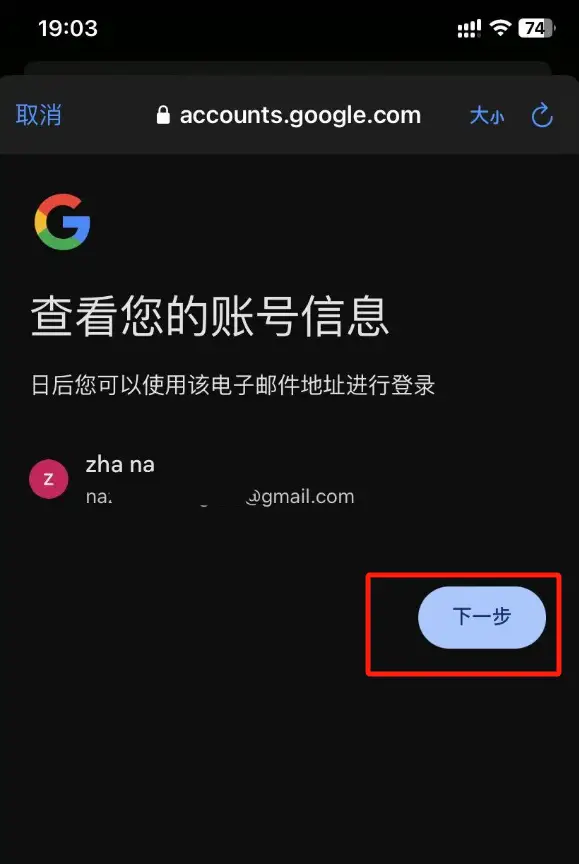 19:03
74
取消
accounts.google.com
大小
查看您的账号信息
日后您可以使用该电子邮件地址进行登录
Z
zha na
@gmail.com
下一步